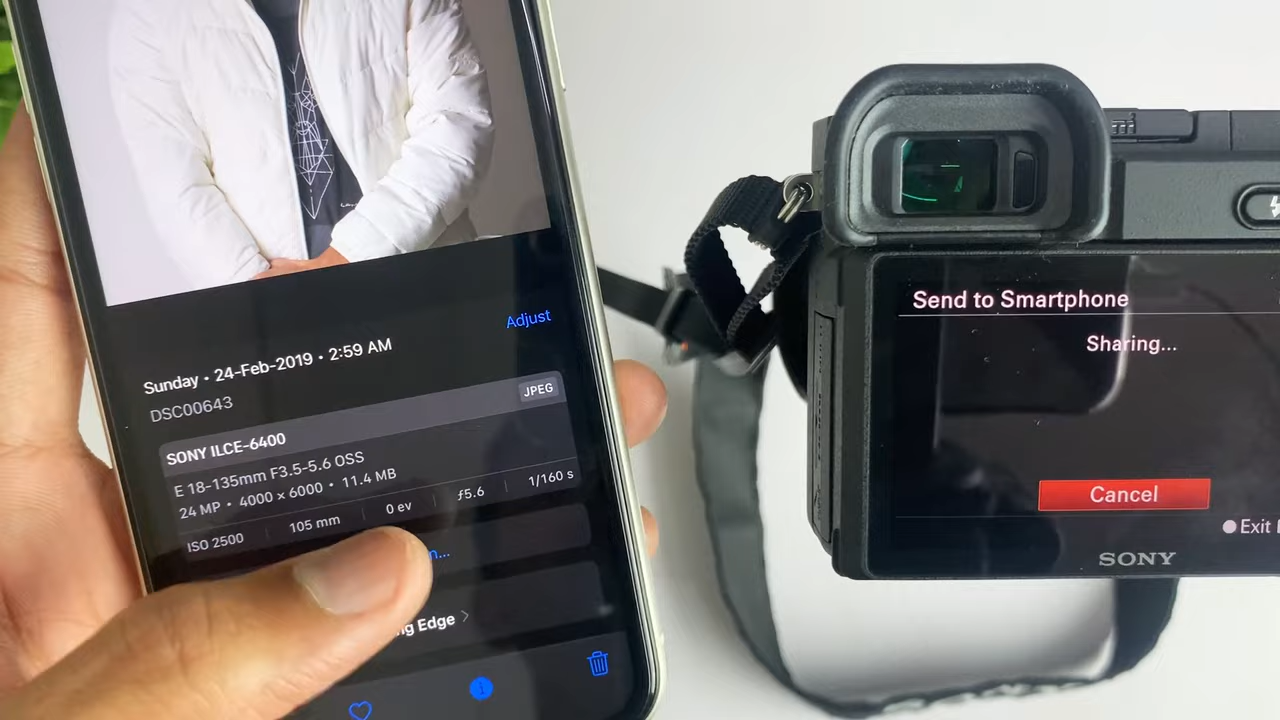 Adjust
Sunday • 24-Feb-2019 • 2:59 AM
DSC00643
JPEG
SONY ILCE-6400
E 18-135mm F3.5-5.6 OSS
24 MP • 4000 x 6000 • 11.4 MB
ISO 2500 105 mm 0 ev ƒ5.6 1/160 s
Edge
Send to Smartphone
Sharing...
Cancel
Exit
SONY